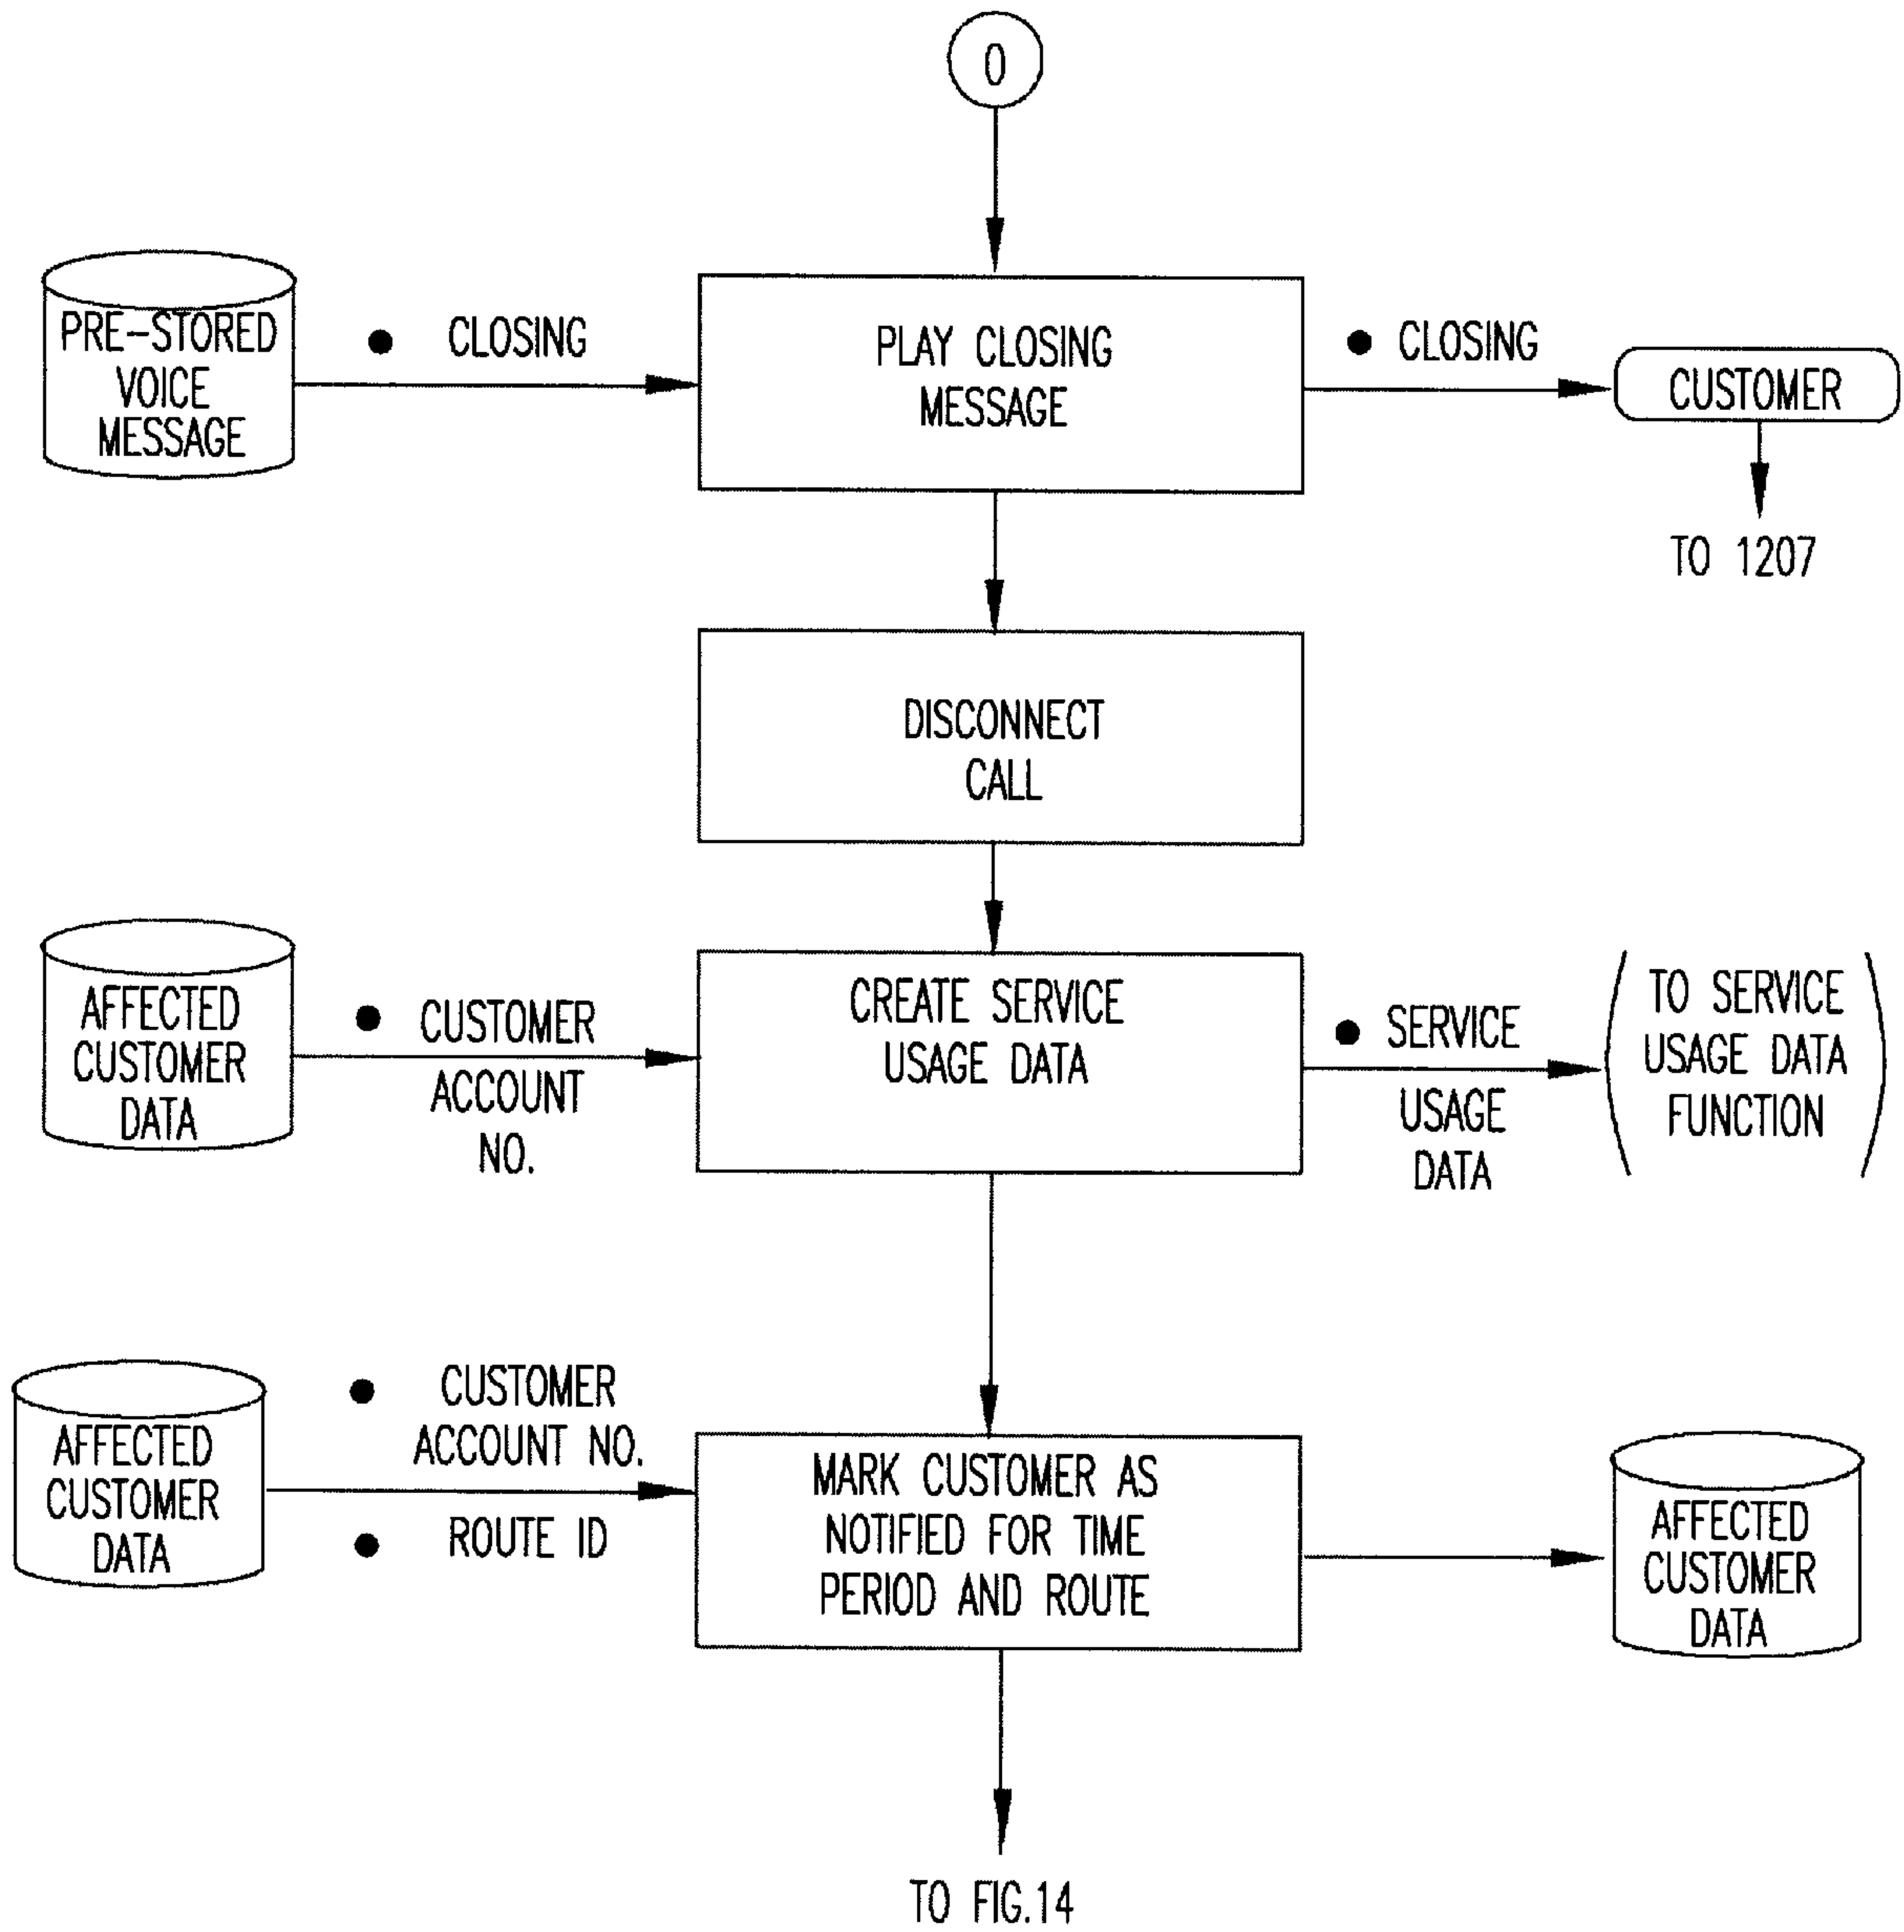 O
PRE-STORED
VOICE
MESSAGE
● CLOSING
PLAY CLOSING
MESSAGE
● CLOSING
CUSTOMER
TO 1207
DISCONNECT
CALL
AFFECTED
CUSTOMER
DATA
● CUSTOMER
ACCOUNT
NO.
CREATE SERVICE
USAGE DATA
● SERVICE
USAGE
DATA
TO SERVICE
USAGE DATA
FUNCTION
AFFECTED
CUSTOMER
DATA
● CUSTOMER
ACCOUNT NO.
● ROUTE ID
MARK CUSTOMER AS
NOTIFIED FOR TIME
PERIOD AND ROUTE
AFFECTED
CUSTOMER
DATA
TO FIG.14